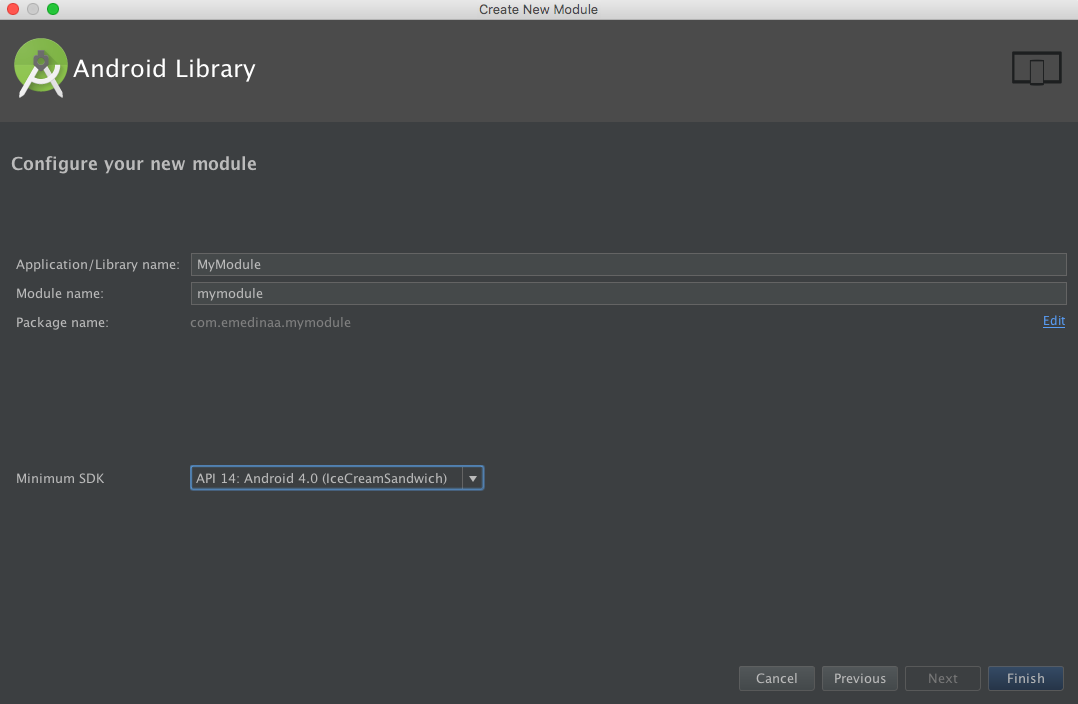 Create New Module
Android Library
Configure your new module
Application/Library name: MyModule
Module name: mymodule
Package name: com.emedinaa.mymodule Edit
Minimum SDK API 14: Android 4.0 (IceCreamSandwich)
Cancel Previous Next Finish